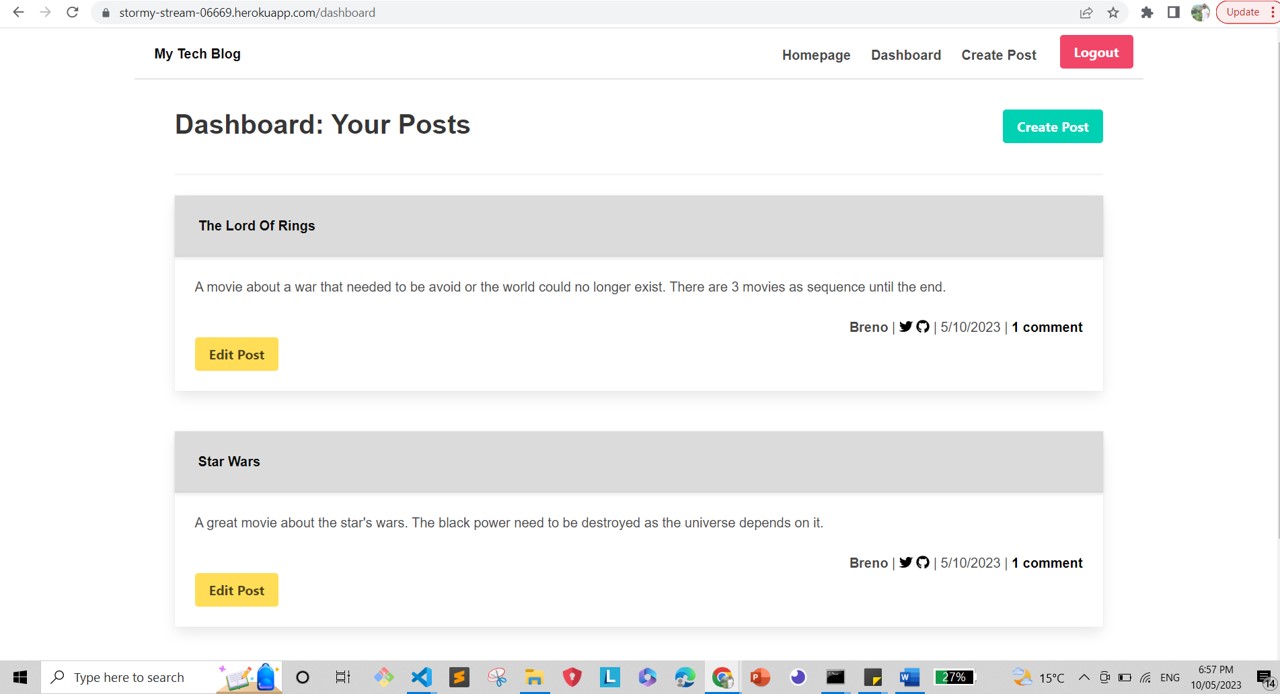 stormy-stream-06669.herokuapp.com/dashboard
Update
My Tech Blog
Homepage Dashboard Create Post Logout
Dashboard: Your Posts
Create Post
The Lord Of Rings
A movie about a war that needed to be avoid or the world could no longer exist. There are 3 movies as sequence until the end.
Breno | | 5/10/2023 | 1 comment
Edit Post
Star Wars
A great movie about the star's wars. The black power need to be destroyed as the universe depends on it.
Breno | | 5/10/2023 | 1 comment
Edit Post
Type here to search
27%
15°C
ENG
6:57 PM
10/05/2023
14